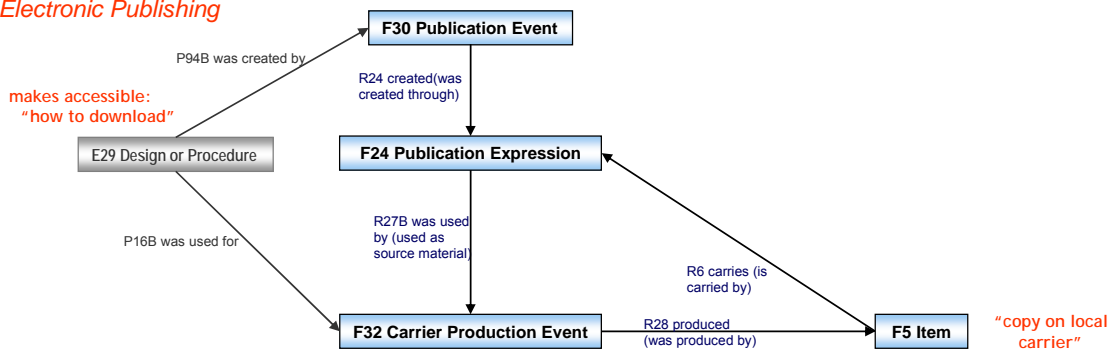 Electronic Publishing
F30 Publication Event
P94B was created by
R24 created(was
created through)
makes accessible:
"how to download"
E29 Design or Procedure
F24 Publication Expression
R27B was used
by (used as
source material)
P16B was used for
R6 carries (is
carried by)
F32 Carrier Production Event
R28 produced
(was produced by)
F5 Item
"copy on local
carrier"